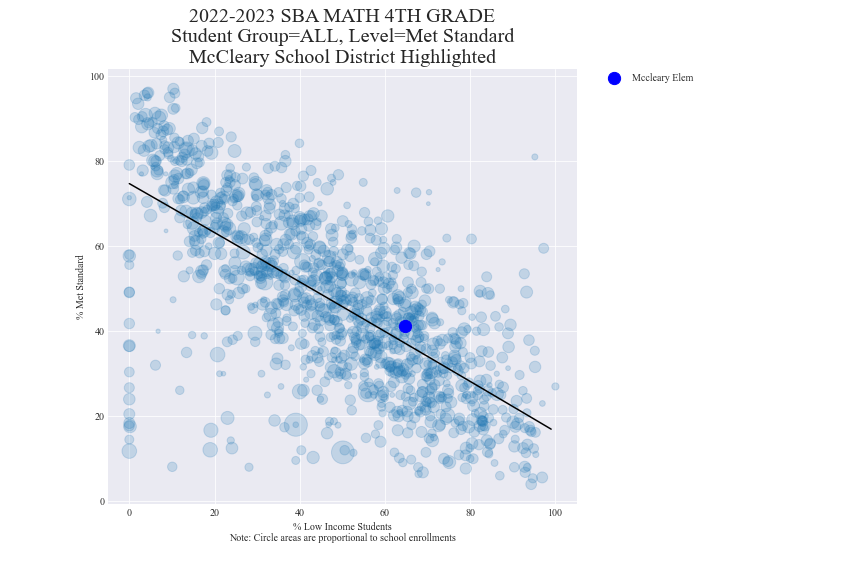 2022-2023 SBA MATH 4TH GRADE
Student Group=ALL, Level=Met Standard
McCleary School District Highlighted
Mccleary Elem
100
80
60
40
20
0
% Met Standard
0 20 40 60 80 100
% Low Income Students
Note: Circle areas are proportional to school enrollments